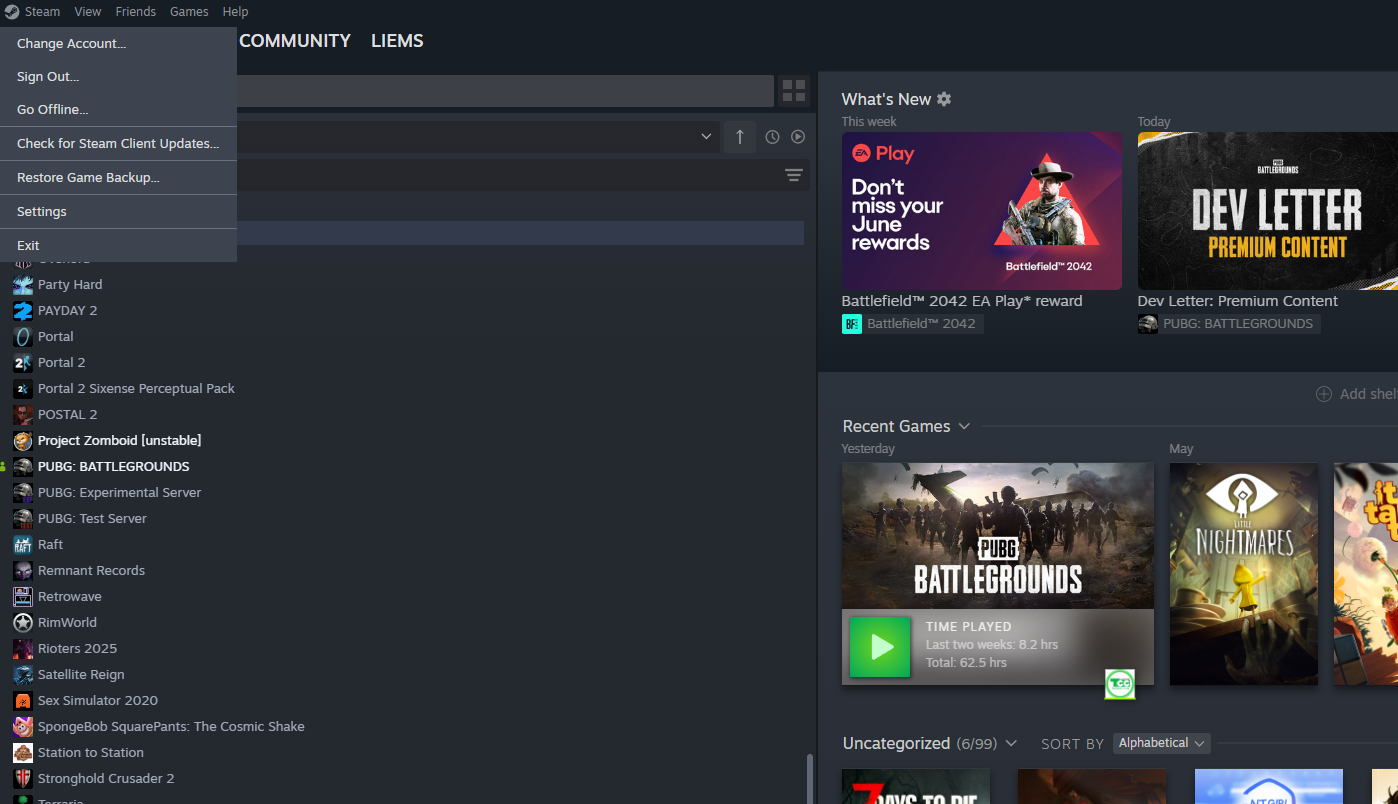 Steam View Friends Games Help
Change Account...
Sign Out...
Go Offline...
Check for Steam Client Updates...
Restore Game Backup...
Settings
Exit
COMMUNITY LIEMS
Party Hard
PAYDAY 2
Portal
Portal 2
Portal 2 Sixense Perceptual Pack
POSTAL 2
Project Zomboid [unstable]
PUBG: BATTLEGROUNDS
PUBG: Experimental Server
PUBG: Test Server
Raft
Remnant Records
Retrowave
RimWorld
Rioters 2025
Satellite Reign
Sex Simulator 2020
SpongeBob SquarePants: The Cosmic Shake
Station to Station
Stronghold Crusader 2
Terraria
What's New
This week
EA Play
Don't
miss your
June
rewards
Battlefield™ 2042
Battlefield™ 2042 EA Play* reward
BF
Battlefield™ 2042
Today
PUBG
BATTLEGROUNDS
DEV LETTER
PREMIUM CONTENT
Dev Letter: Premium Content
PUBG: BATTLEGROUNDS
Add shel
Recent Games
Yesterday
PUBG
BATTLEGROUNDS
TIME PLAYED
Last two weeks: 8.2 hrs
Total: 62.5 hrs
TCC
May
LITTLE
NIGHTMARES
it
ta
Uncategorized (6/99) SORT BY Alphabetical
7
DAYS TO DIE